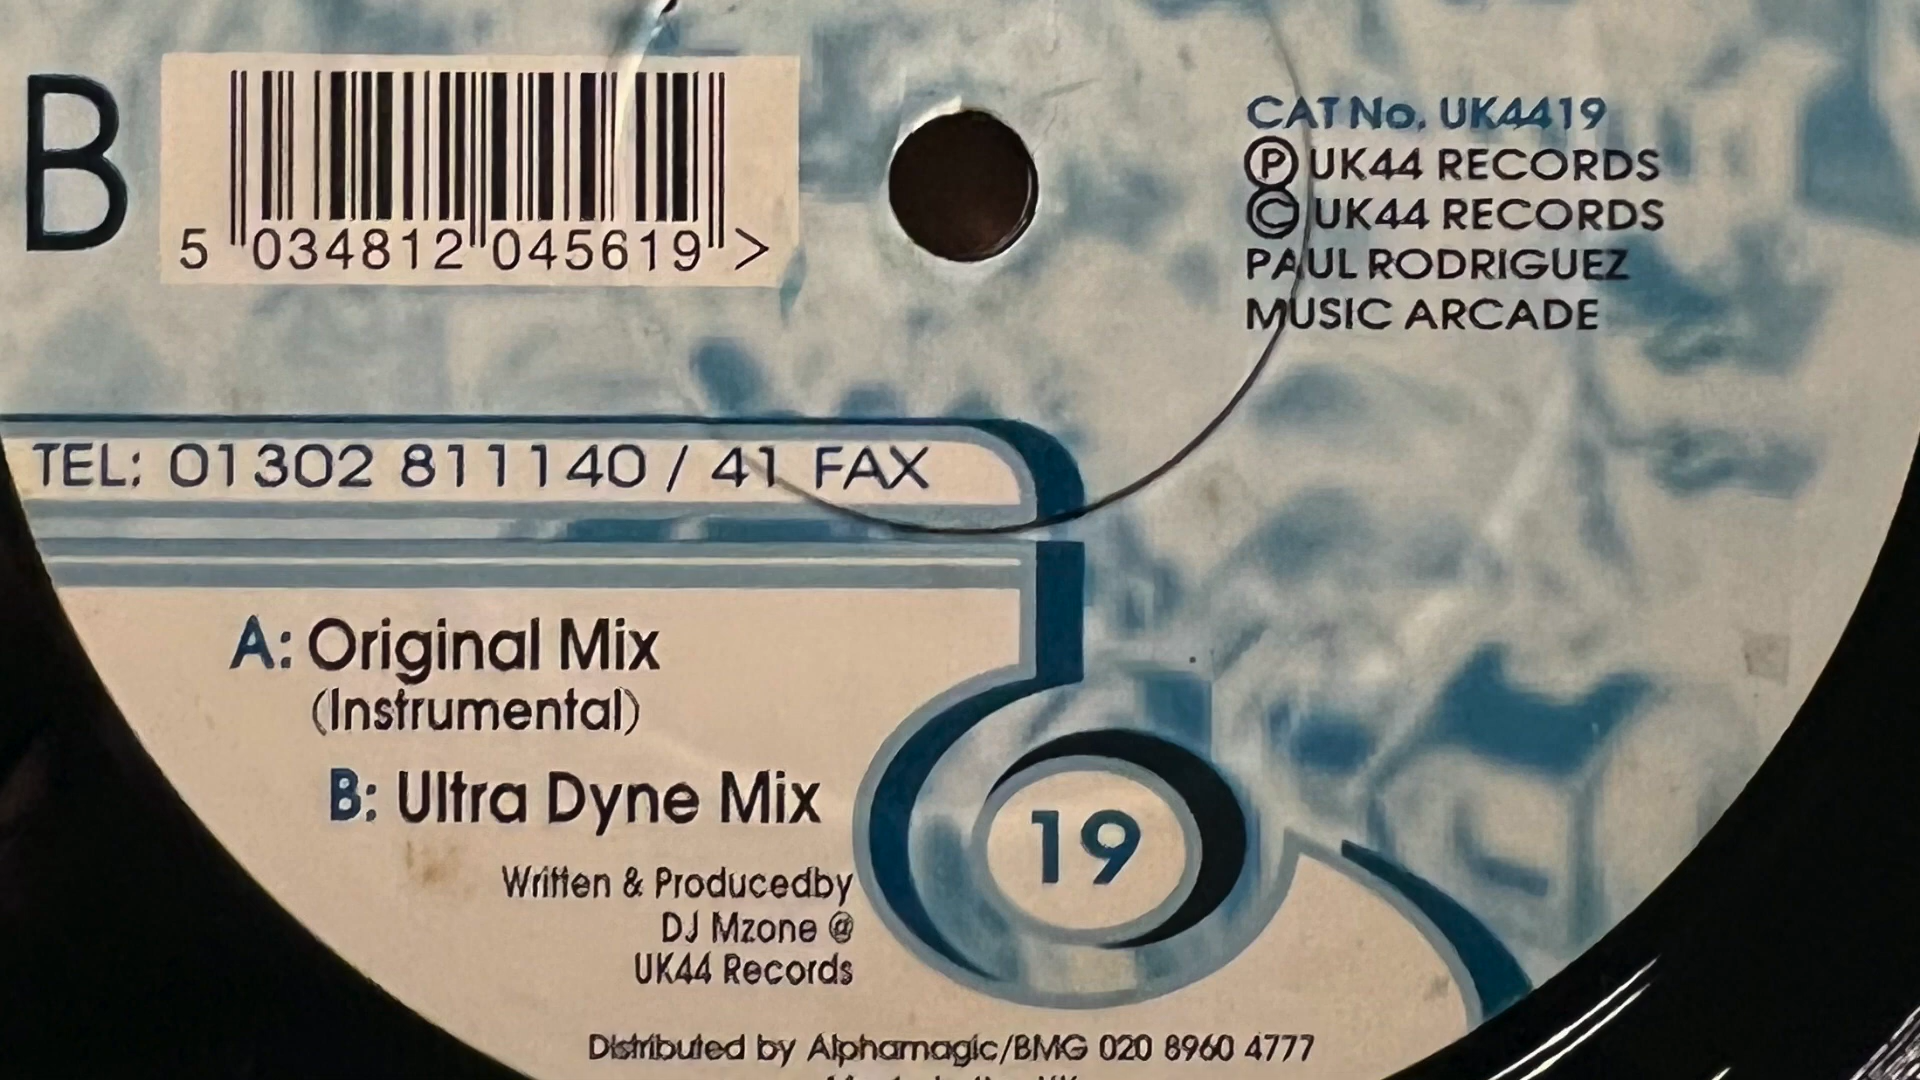 B
5 034812 045619 >
CAT No. UK4419
Ⓟ UK44 RECORDS
© UK44 RECORDS
PAUL RODRIGUEZ
MUSIC ARCADE
TEL: 01302 811140 / 41 FAX
A: Original Mix
(Instrumental)
B: Ultra Dyne Mix
19
Written & Producedby
DJ Mzone @
UK44 Records
Distributed by Alphamagic/BMG 020 8960 4777